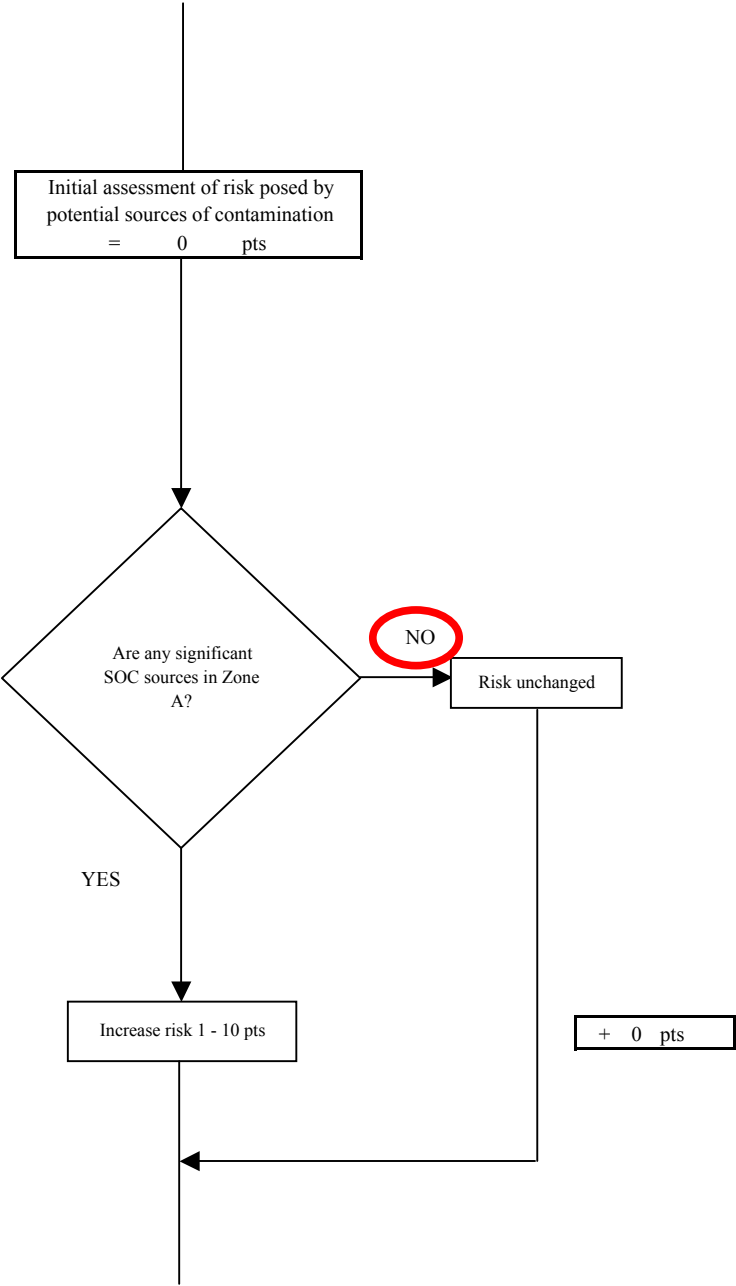 Initial assessment of risk posed by
potential sources of contamination
= 0 pts
Are any significant
SOC sources in Zone
A?
NO
Risk unchanged
YES
Increase risk 1 - 10 pts
+ 0 pts